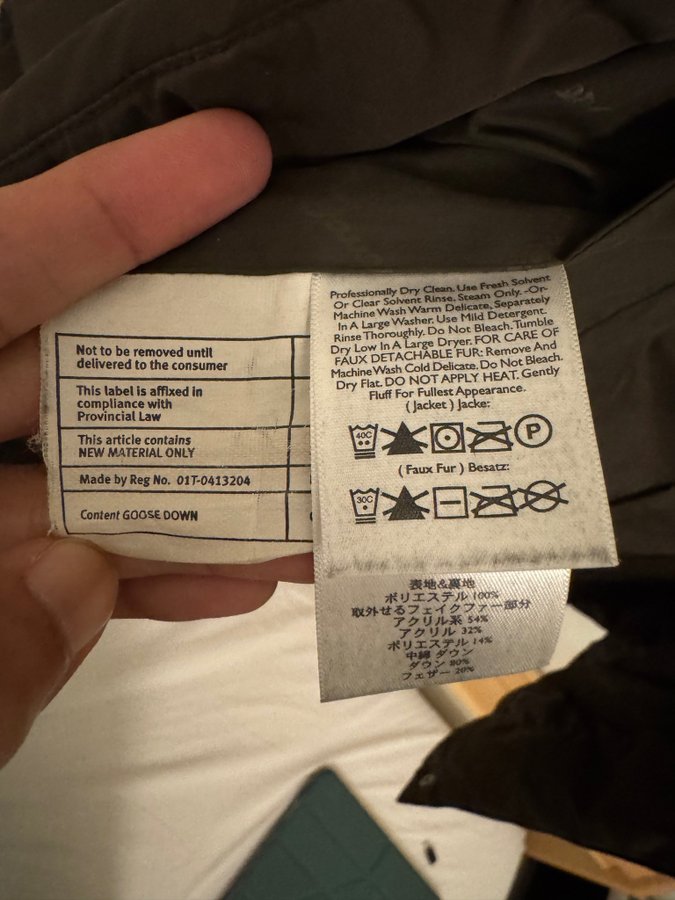 Not to be removed until
delivered to the consumer
This label is affixed in
compliance with
Provincial Law
This article contains
NEW MATERIAL ONLY
Made by Reg No. 01T-0413204
Content GOOSE DOWN
Professionally Dry Clean. Use Fresh Solvent
Or Clear Solvent Rinse. Steam Only. -Or-
Machine Wash Warm Delicate, Separately
In A Large Washer. Use Mild Detergent.
Rinse Thoroughly. Do Not Bleach. Tumble
Dry Low In A Large Dryer. FOR CARE OF
FAUX DETACHABLE FUR: Remove And
Machine Wash Cold Delicate. Do Not Bleach.
Dry Flat. DO NOT APPLY HEAT. Gently
Fluff For Fullest Appearance.
( Jacket ) Jacke:
40C P
( Faux Fur ) Besatz:
30C
表地&裏地
ポリエステル 100%
取外せるフェイクファー部分
アクリル系 54%
アクリル 32%
ポリエステル 14%
中綿 ダウン
ダウン 80%
フェザー 20%